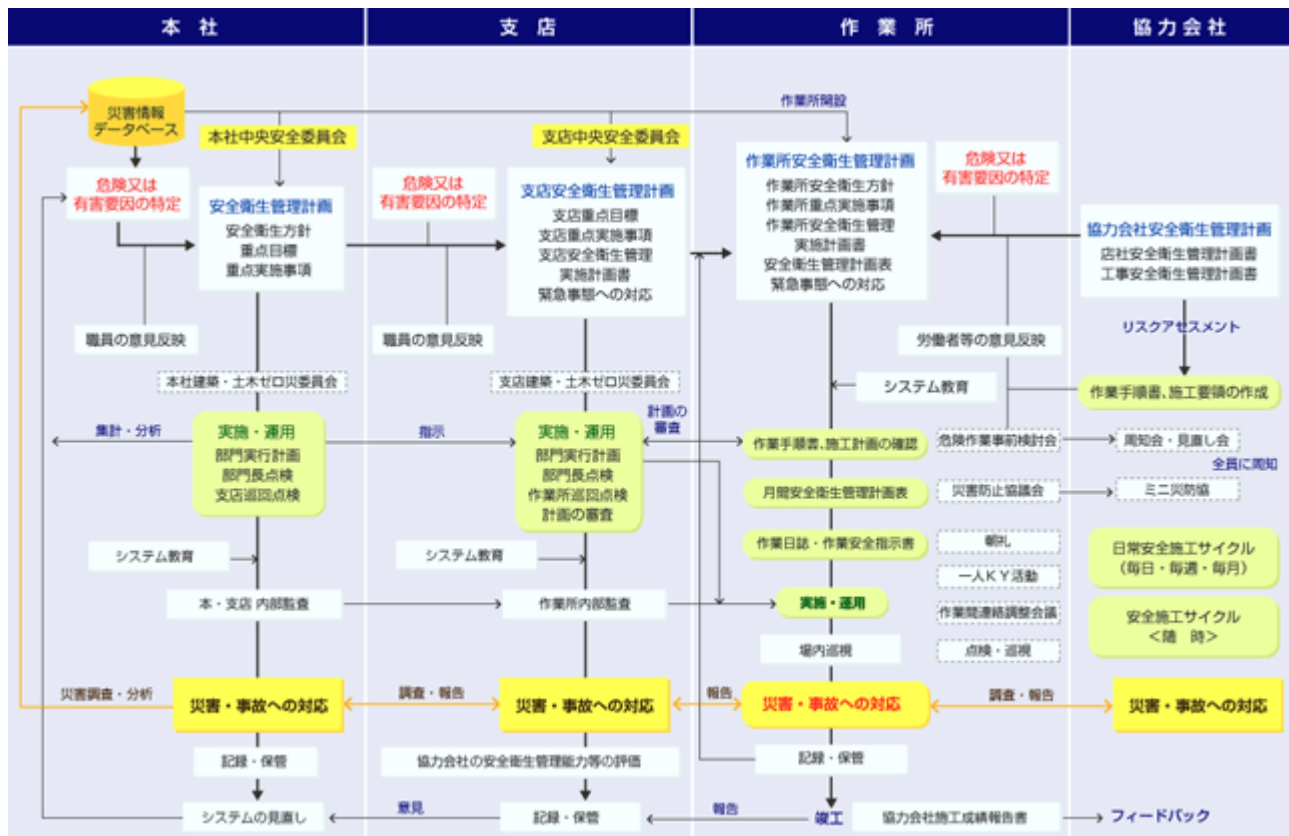 本社
支店
作業所
協力会社
災害情報
データベース
本社中央安全委員会
危険又は
有害要因の特定
安全衛生管理計画
安全衛生方針
重点目標
重点実施事項
職員の意見反映
本社建築・土木ゼロ災委員会
集計・分析
実施・運用
部門実行計画
部門長点検
支店巡回点検
指示
システム教育
本・支店 内部監査
災害調査・分析
災害・事故への対応
調査・報告
記録・保管
システムの見直し
意見
支店中央安全委員会
危険又は
有害要因の特定
支店安全衛生管理計画
支店重点目標
支店重点実施事項
支店安全衛生管理
実施計画書
緊急事態への対応
職員の意見反映
支店建築・土木ゼロ災委員会
実施・運用
部門実行計画
部門長点検
作業所巡回点検
計画の審査
計画の
審査
システム教育
作業所内部監査
災害・事故への対応
報告
協力会社の安全衛生管理能力等の評価
記録・保管
報告
作業所開設
作業所安全衛生管理計画
作業所安全衛生方針
作業所重点実施事項
作業所安全衛生管理
実施計画書
安全衛生管理計画表
緊急事態への対応
危険又は
有害要因の特定
労働者等の意見反映
システム教育
作業手順書、施工計画の確認
危険作業事前検討会
月間安全衛生管理計画表
災害防止協議会
作業日誌・作業安全指示書
朝礼
一人KY活動
実施・運用
作業間連絡調整会議
場内巡視
点検・巡視
災害・事故への対応
調査・報告
記録・保管
竣工
協力会社施工成績報告書
協力会社安全衛生管理計画
店社安全衛生管理計画書
工事安全衛生管理計画書
リスクアセスメント
作業手順書、施工要領の作成
周知会・見直し会
全員に周知
ミニ災防協
日常安全施工サイクル
（毎日・毎週・毎月）
安全施工サイクル
＜随 時＞
災害・事故への対応
フィードバック